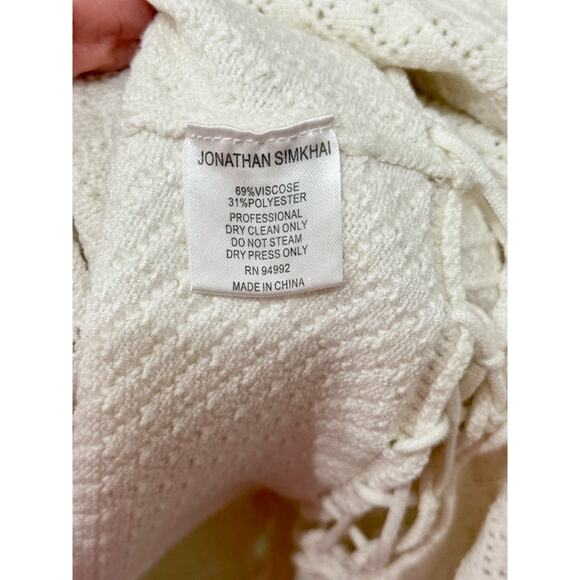 JONATHAN SIMKHAI
69%VISCOSE
31%POLYESTER
PROFESSIONAL
DRY CLEAN ONLY
DO NOT STEAM
DRY PRESS ONLY
RN 94992
MADE IN CHINA